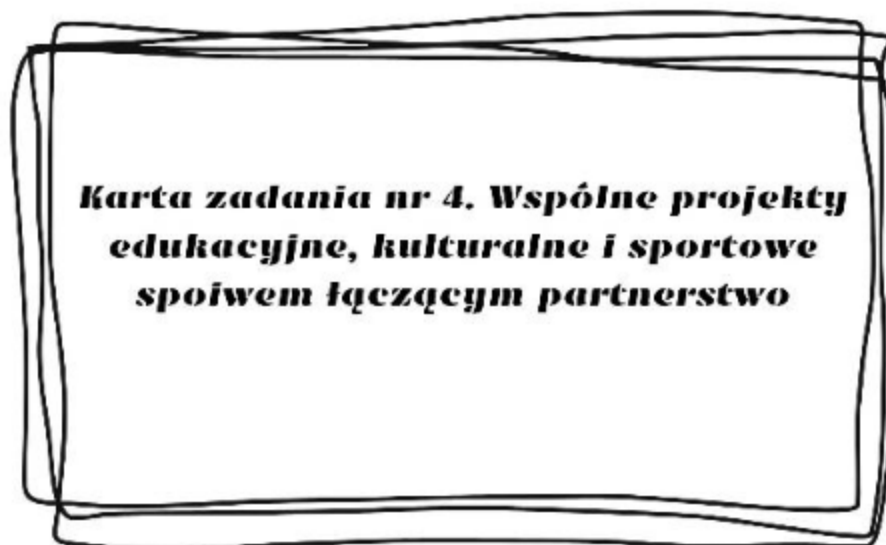 Karta zadania nr 4. Wspólne projekty
edukacyjne, kulturalne i sportowe
spoiwem łączącym partnerstwo